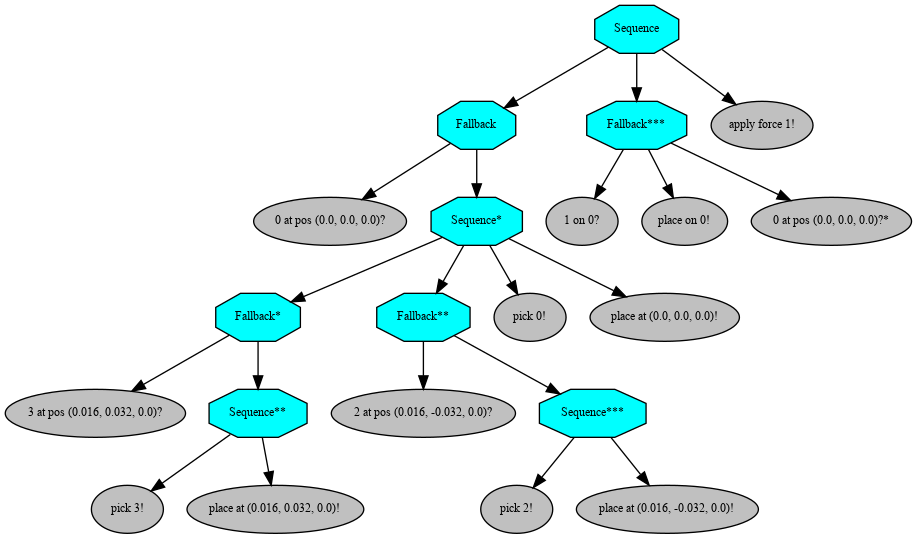 Sequence
Fallback
Fallback***
apply force 1!
0 at pos (0.0, 0.0, 0.0)?
Sequence*
1 on 0?
place on 0!
0 at pos (0.0, 0.0, 0.0)?*
Fallback*
Fallback**
pick 0!
place at (0.0, 0.0, 0.0)!
3 at pos (0.016, 0.032, 0.0)?
Sequence**
2 at pos (0.016, -0.032, 0.0)?
Sequence***
pick 3!
place at (0.016, 0.032, 0.0)!
pick 2!
place at (0.016, -0.032, 0.0)!